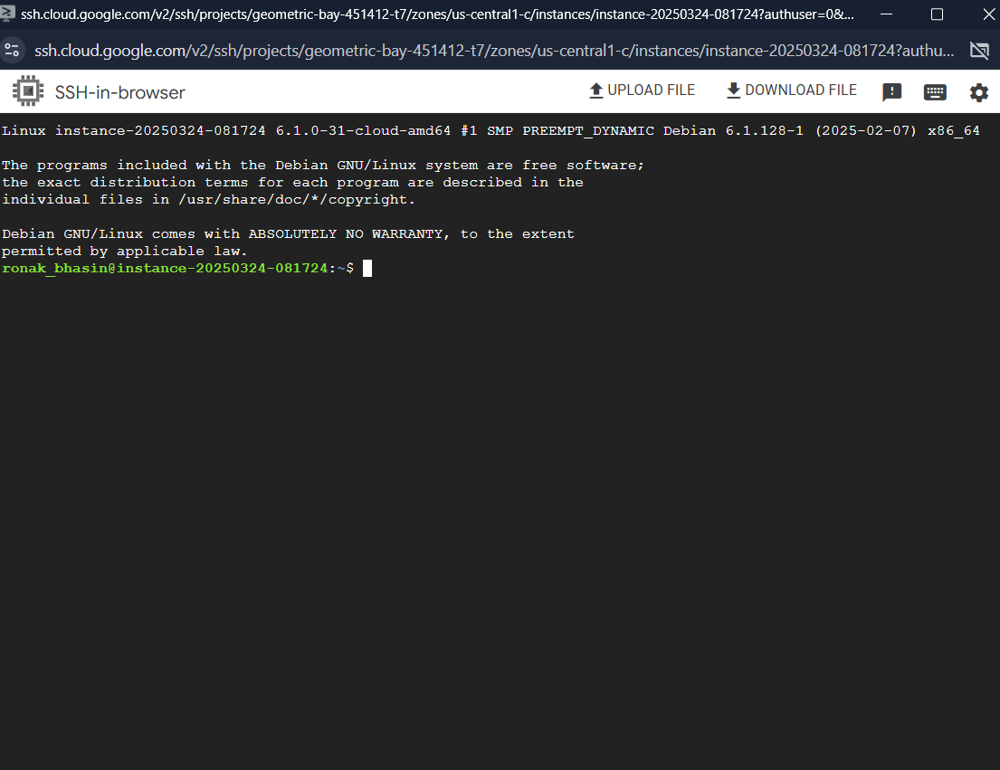 ssh.cloud.google.com/v2/ssh/projects/geometric-bay-451412-t7/zones/us-central1-c/instances/instance-20250324-081724?authuser=0&...
ssh.cloud.google.com/v2/ssh/projects/geometric-bay-451412-t7/zones/us-central1-c/instances/instance-20250324-081724?authu...
SSH-in-browser UPLOAD FILE DOWNLOAD FILE
Linux instance-20250324-081724 6.1.0-31-cloud-amd64 #1 SMP PREEMPT_DYNAMIC Debian 6.1.128-1 (2025-02-07) x86_64
The programs included with the Debian GNU/Linux system are free software;
the exact distribution terms for each program are described in the
individual files in /usr/share/doc/*/copyright.
Debian GNU/Linux comes with ABSOLUTELY NO WARRANTY, to the extent
permitted by applicable law.
ronak_bhasin@instance-20250324-081724:~$